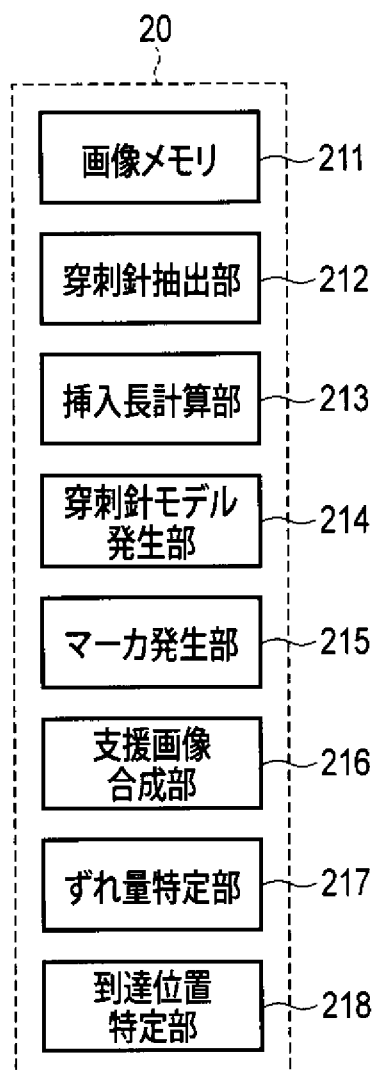 20
画像メモリ 211
穿刺針抽出部 212
挿入長計算部 213
穿刺針モデル
発生部 214
マーカ発生部 215
支援画像
合成部 216
ずれ量特定部 217
到達位置
特定部 218